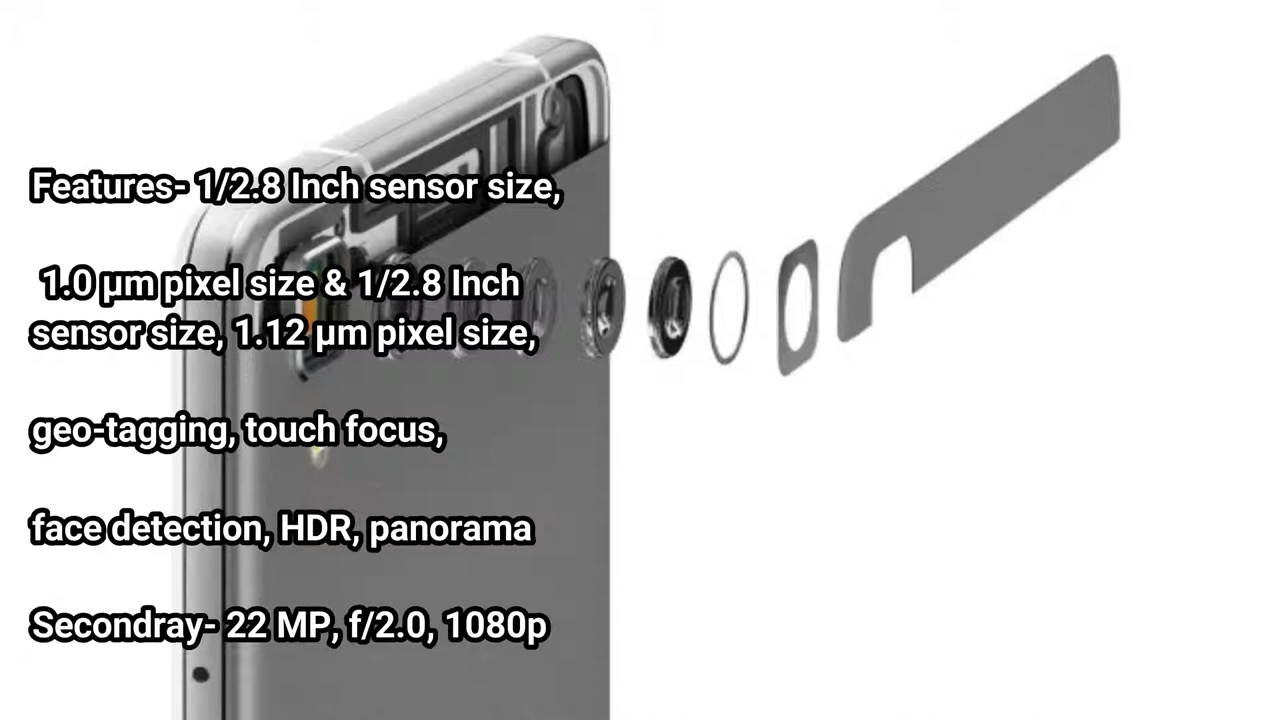 Features- 1/2.8 Inch sensor size,
1.0 µm pixel size & 1/2.8 Inch
sensor size, 1.12 µm pixel size,
geo-tagging, touch focus,
face detection, HDR, panorama
Secondray- 22 MP, f/2.0, 1080p